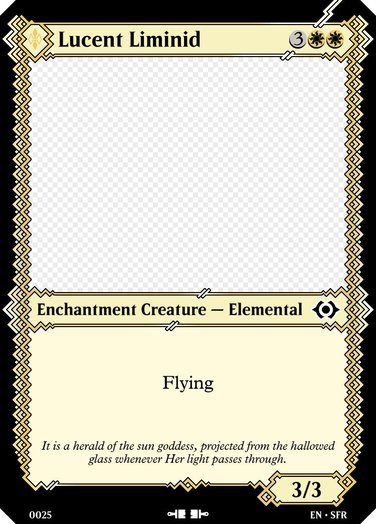 Lucent Liminid 3
Enchantment Creature — Elemental
Flying
It is a herald of the sun goddess, projected from the hallowed
glass whenever Her light passes through.
3/3
0025 EN • SFR